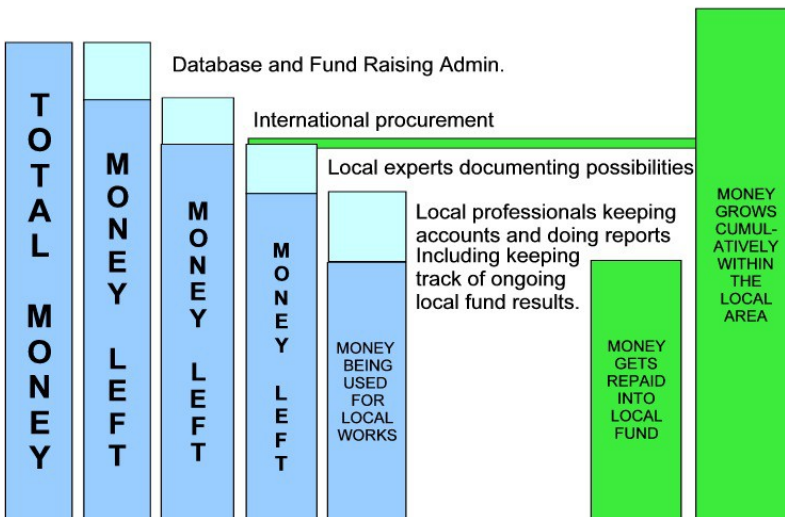 TOTAL MONEY
MONEY LEFT
MONEY LEFT
MONEY LEFT
Database and Fund Raising Admin.
International procurement
Local experts documenting possibilities
Local professionals keeping
accounts and doing reports
Including keeping
track of ongoing
local fund results.
MONEY
BEING
USED
FOR
LOCAL
WORKS
MONEY
GETS
REPAID
INTO
LOCAL
FUND
MONEY
GROWS
CUMUL-
ATIVELY
WITHIN
THE
LOCAL
AREA